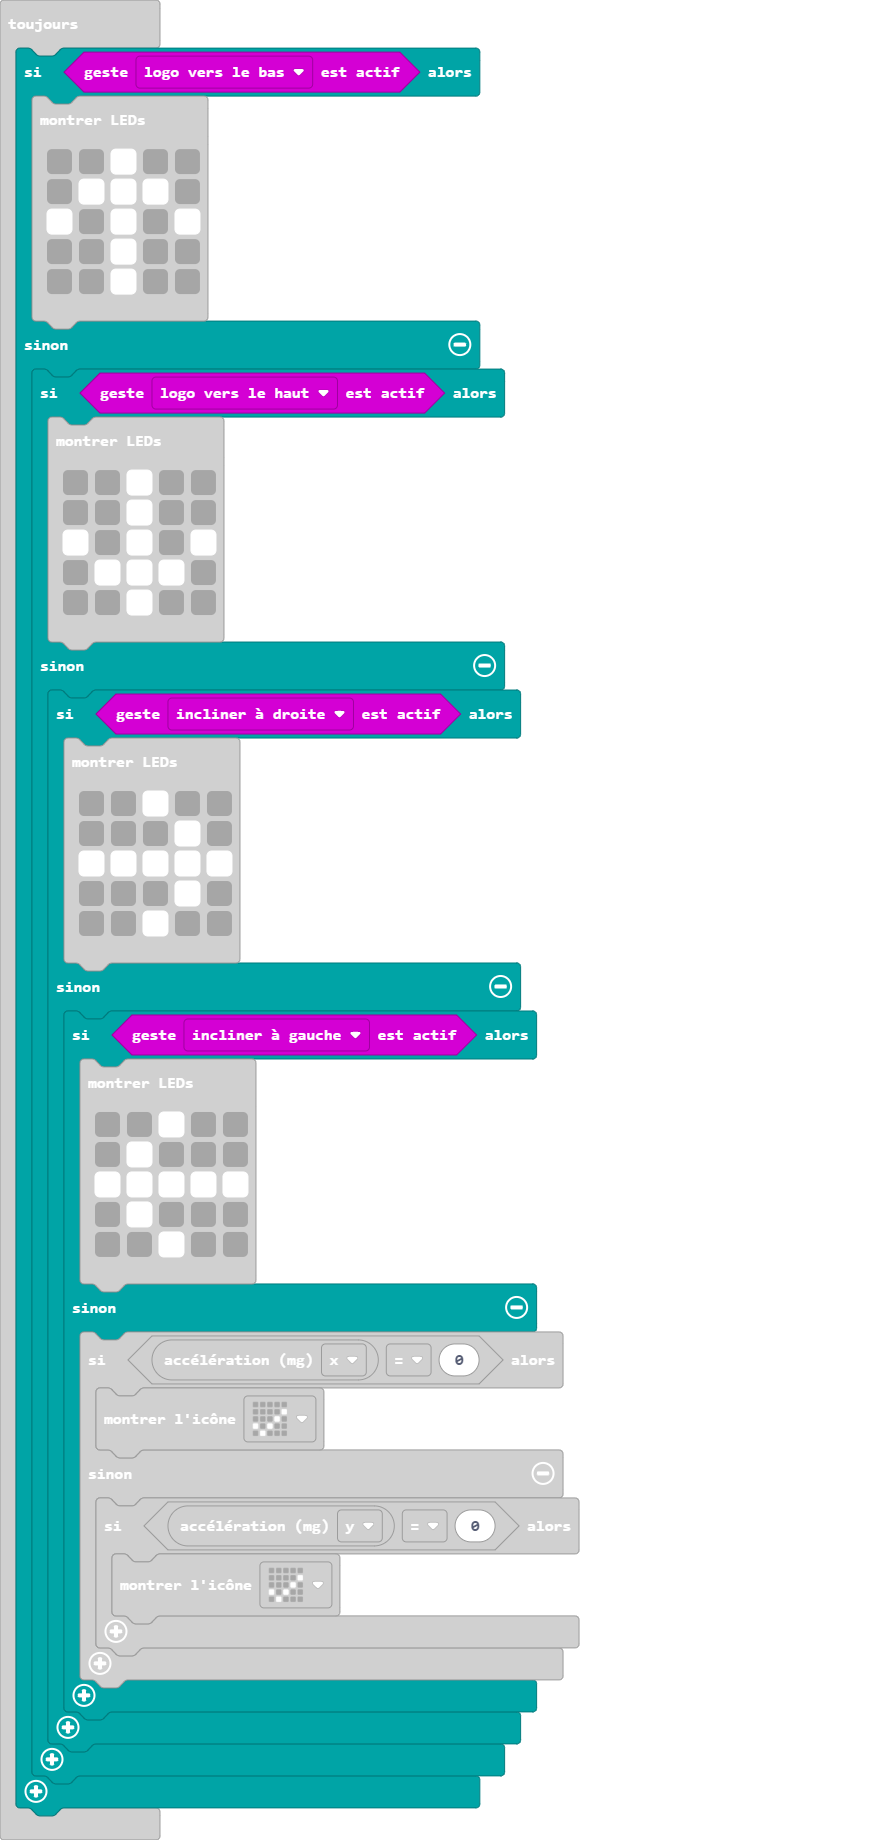 toujours
si geste logo vers le bas est actif alors
montrer LEDs
sinon
si geste logo vers le haut est actif alors
montrer LEDs
sinon
si geste incliner à droite est actif alors
montrer LEDs
sinon
si geste incliner à gauche est actif alors
montrer LEDs
sinon
si accélération (mg) x = 0 alors
montrer l'icône
sinon
si accélération (mg) y = 0 alors
montrer l'icône